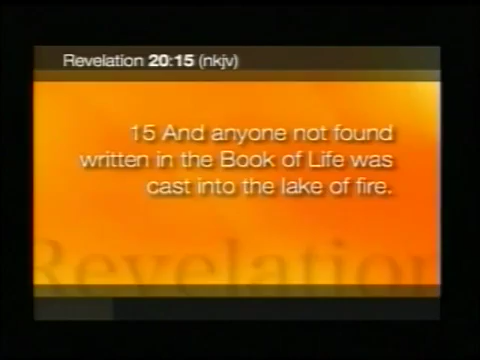 Revelation 20:15 (nkjv)
15 And anyone not found
written in the Book of Life was
cast into the lake of fire.
Revelation